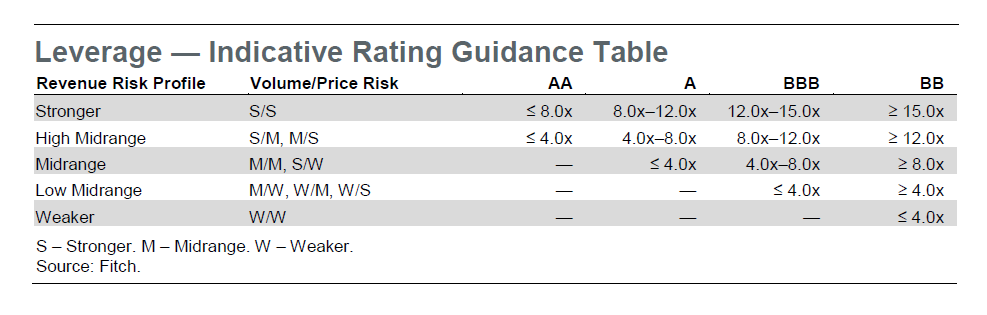 Leverage — Indicative Rating Guidance Table
Revenue Risk Profile Volume/Price Risk AA A BBB BB
Stronger S/S ≤ 8.0x 8.0x–12.0x 12.0x–15.0x ≥ 15.0x
High Midrange S/M, M/S ≤ 4.0x 4.0x–8.0x 8.0x–12.0x ≥ 12.0x
Midrange M/M, S/W — ≤ 4.0x 4.0x–8.0x ≥ 8.0x
Low Midrange M/W, W/M, W/S — — ≤ 4.0x ≥ 4.0x
Weaker W/W — — — ≤ 4.0x
S – Stronger. M – Midrange. W – Weaker.
Source: Fitch.